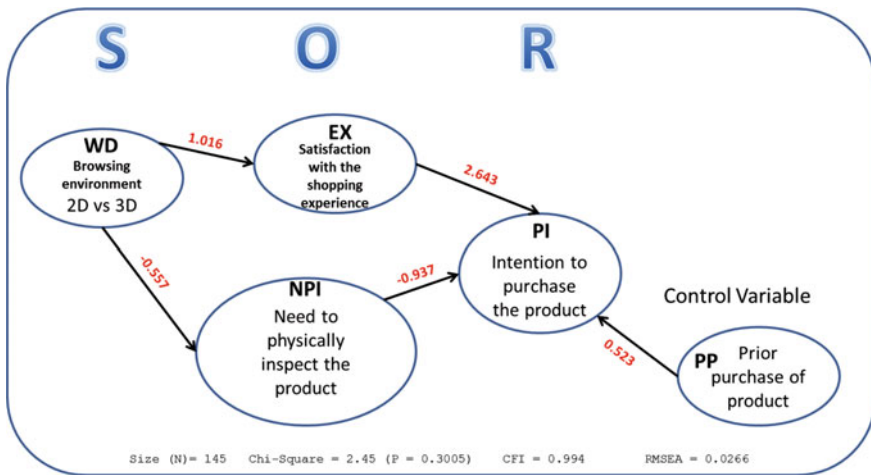 S O R
WD
Browsing
environment
2D vs 3D
1.016
EX
Satisfaction
with the
shopping
experience
2.643
-0.557
NPI
Need to
physically
inspect the
product
-0.937
PI
Intention to
purchase
the product
Control Variable
0.523
PP Prior
purchase of
product
Size (N)= 145 Chi-Square = 2.45 (P = 0.3005) CFI = 0.994 RMSEA = 0.0266